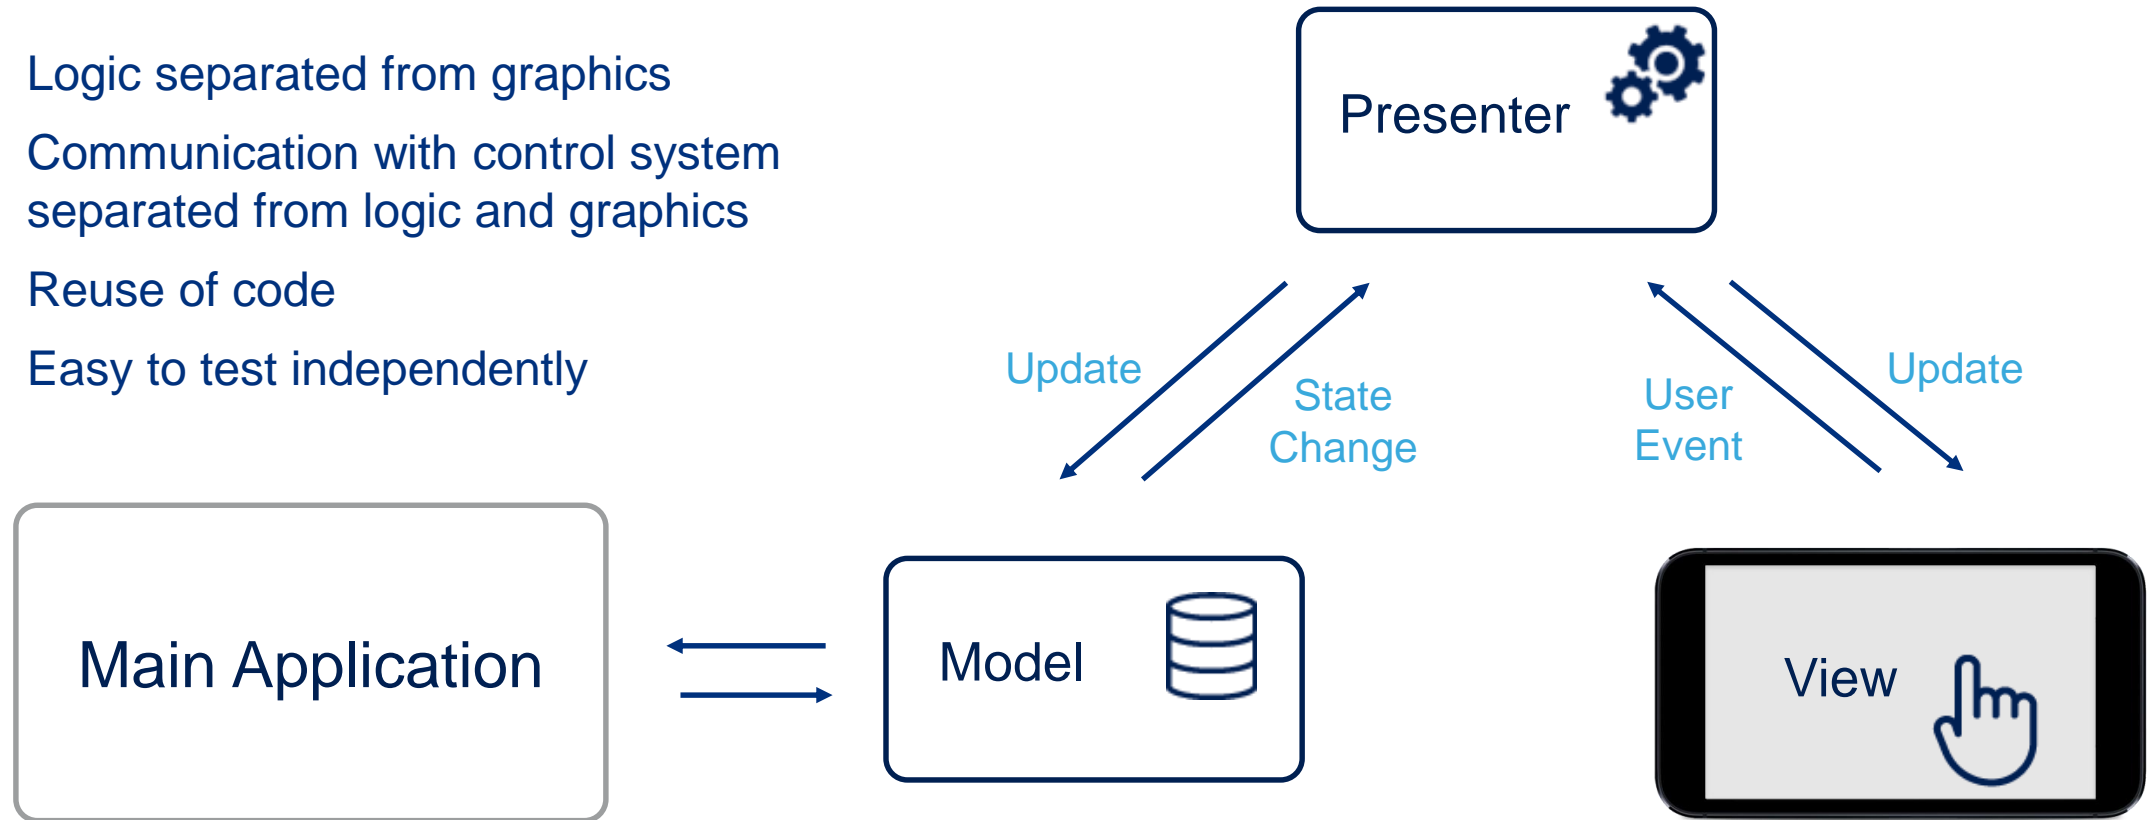 Logic separated from graphics
Communication with control system
separated from logic and graphics
Reuse of code
Easy to test independently
Presenter
Update
State
Change
User
Event
Update
Main Application
Model
View